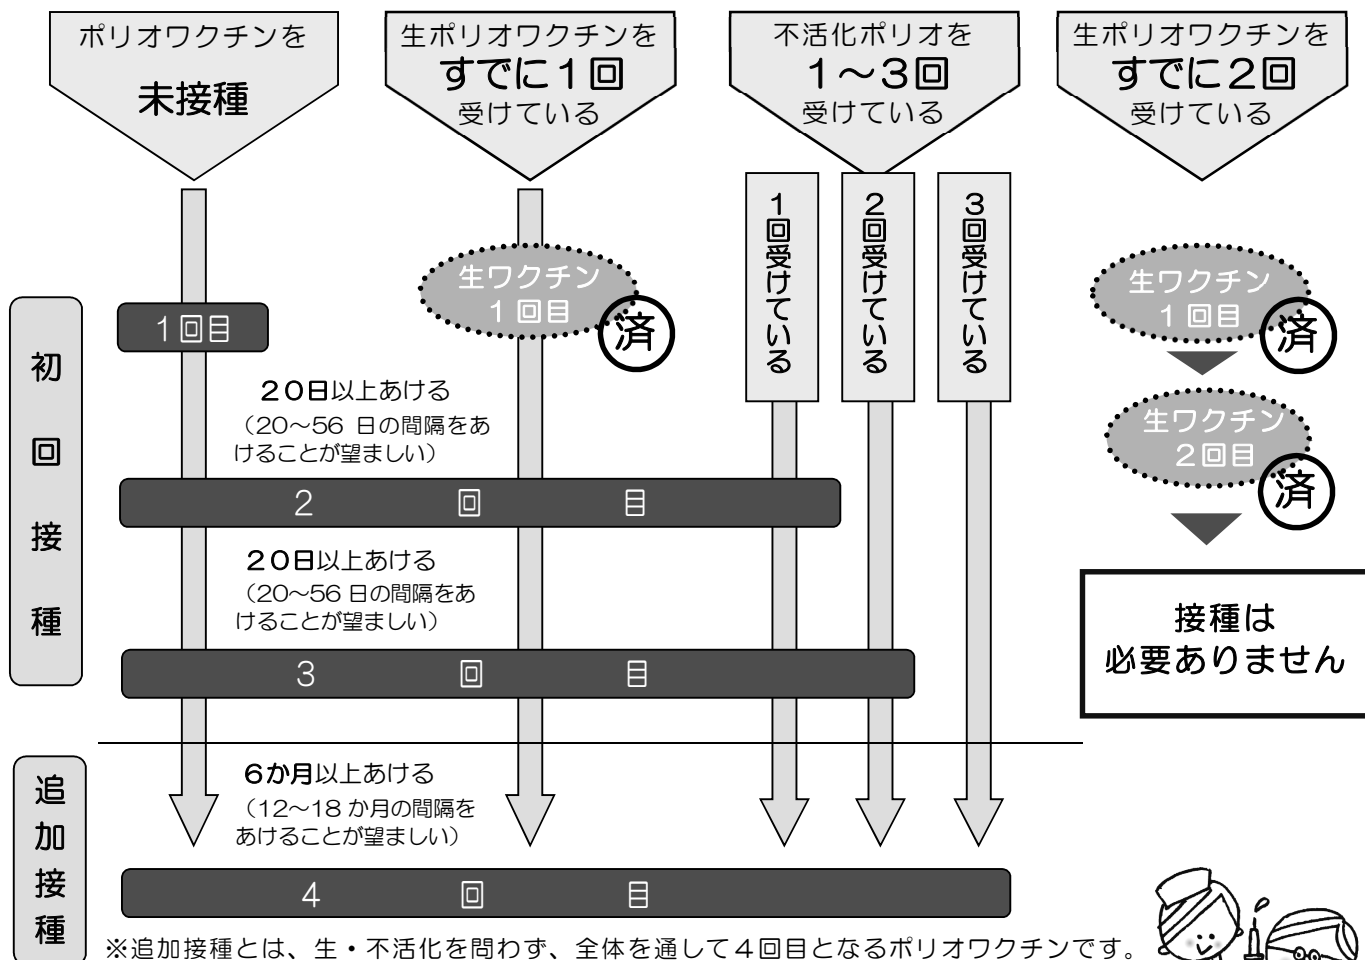 ポリオワクチンを
未接種
生ポリオワクチンを
すでに１回
受けている
不活化ポリオを
１～３回
受けている
生ポリオワクチンを
すでに２回
受けている
1回受けている
2回受けている
3回受けている
初回接種
1回目
生ワクチン
１回目
済
生ワクチン
１回目
済
２０日以上あける
（20～56 日の間隔をあ
けることが望ましい）
生ワクチン
２回目
済
2 回 目
２０日以上あける
（20～56 日の間隔をあ
けることが望ましい）
3 回 目
接種は
必要ありません
追加接種
６か月以上あける
（12～18 か月の間隔を
あけることが望ましい）
4 回 目
※追加接種とは、生・不活化を問わず、全体を通して４回目となるポリオワクチンです。